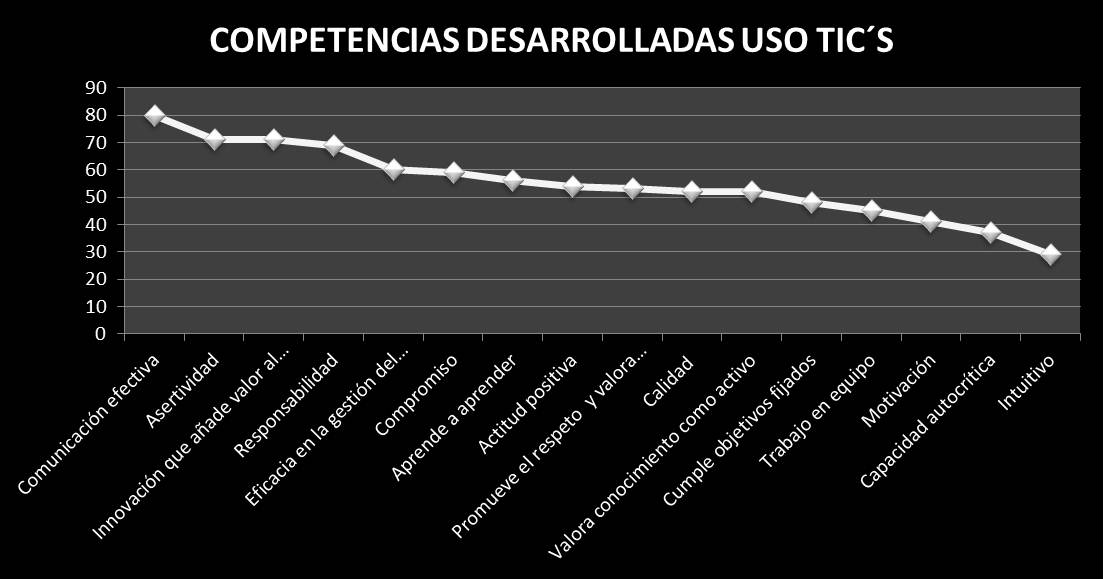 COMPETENCIAS DESARROLLADAS USO TIC´S
90
80
70
60
50
40
30
20
10
0
Comunicación efectiva
Asertividad
Innovación que añade valor al...
Responsabilidad
Eficacia en la gestión del...
Compromiso
Aprende a aprender
Actitud positiva
Promueve el respeto y valora...
Calidad
Valora conocimiento como activo
Cumple objetivos fijados
Trabajo en equipo
Motivación
Capacidad autocrítica
Intuitivo